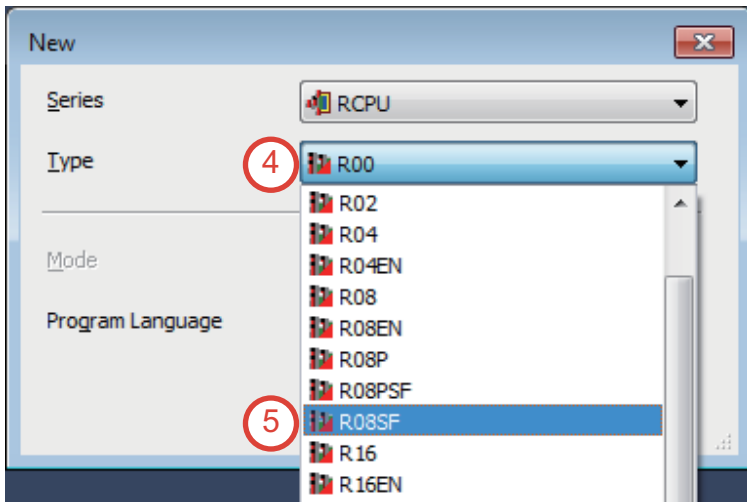 New
Series
RCPU
Type
4
R00
R02
R04
R04EN
Mode
R08
Program Language
R08EN
R08P
R08PSF
5
R08SF
R16
R16EN